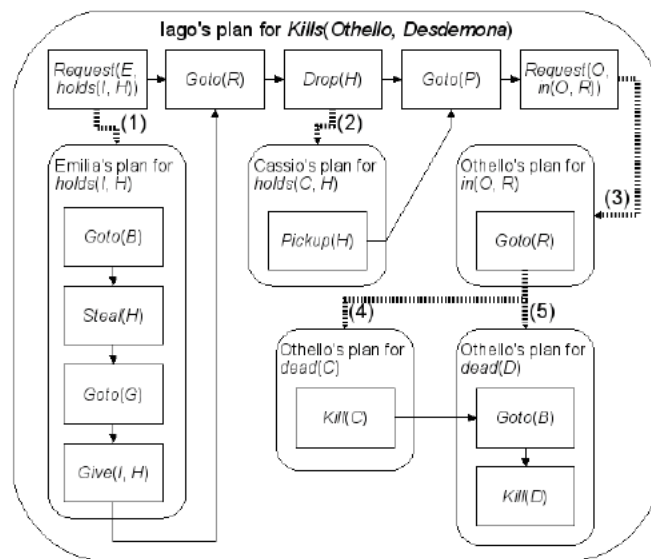 Iago's plan for Kills(Othello, Desdemona)
Request(E,
holds(I, H))
Goto(R)
Drop(H)
Goto(P)
Request(O,
in(O, R))
(1)
(2)
(3)
Emilia's plan for
holds(I, H)
Goto(B)
Steal(H)
Goto(G)
Give(I, H)
Cassio's plan for
holds(C, H)
Pickup(H)
Othello's plan for
in(O, R)
Goto(R)
(4)
(5)
Othello's plan for
dead(C)
Kill(C)
Othello's plan for
dead(D)
Goto(B)
Kill(D)